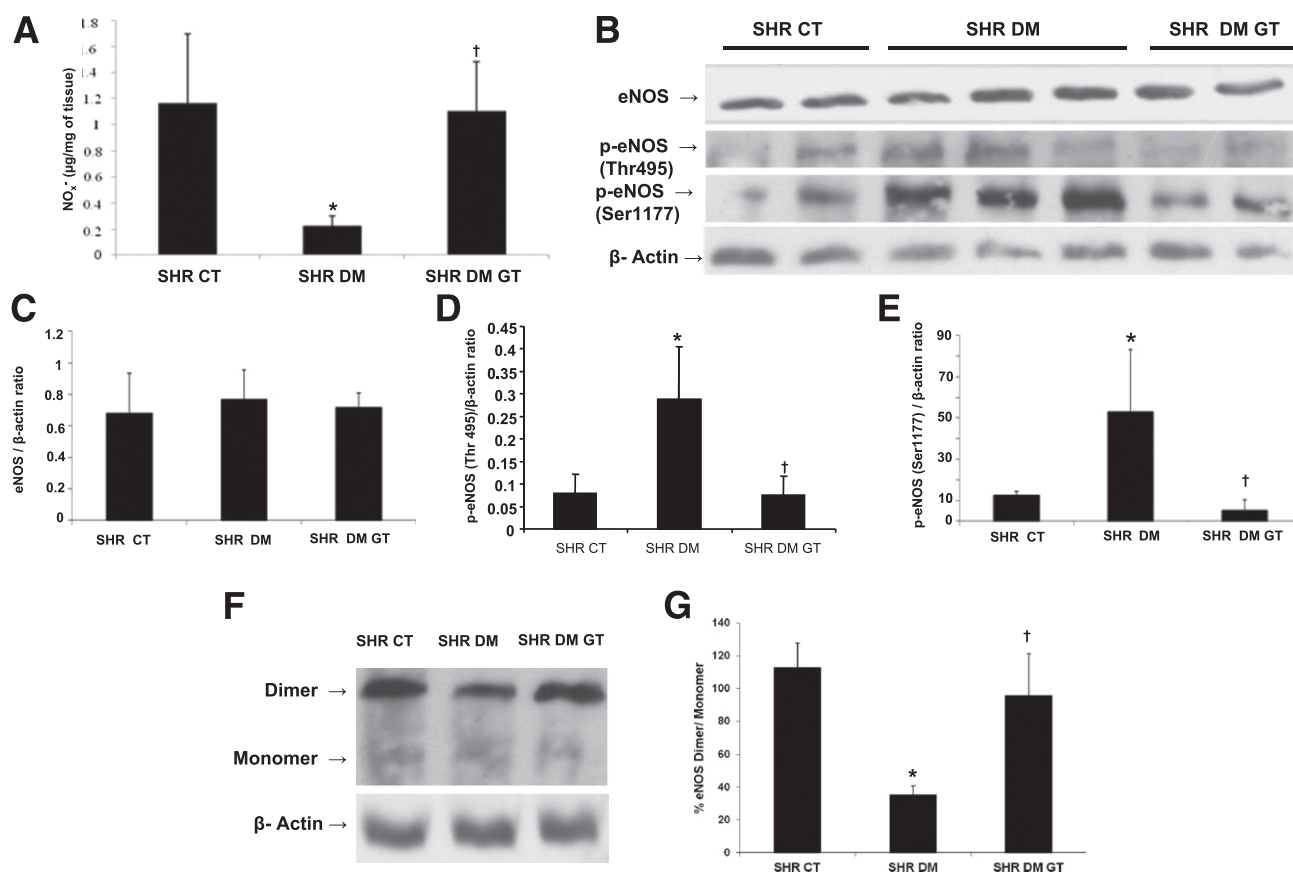 A
NOx- (µg/mg of tissue)
1.8
1.6
1.4
1.2
1
0.8
0.6
0.4
0.2
0
*
†
SHR CT SHR DM SHR DM GT
B
SHR CT SHR DM SHR DM GT
eNOS →
p-eNOS →
(Thr495)
p-eNOS →
(Ser1177)
β- Actin →
C
eNOS / β-actin ratio
1.2
1
0.8
0.6
0.4
0.2
0
SHR CT SHR DM SHR DM GT
D
p-eNOS (Thr 495)/β-actin ratio
0.45
0.4
0.35
0.3
0.25
0.2
0.15
0.1
0.05
0
*
†
SHR CT SHR DM SHR DM GT
E
p-eNOS (Ser1177) / β-actin ratio
90
70
50
30
10
0
*
†
SHR CT SHR DM SHR DM GT
F
SHR CT SHR DM SHR DM GT
Dimer →
Monomer →
β- Actin →
G
% eNOS Dimer/ Monomer
140
120
100
80
60
40
20
0
*
†
SHR CT SHR DM SHR DM GT